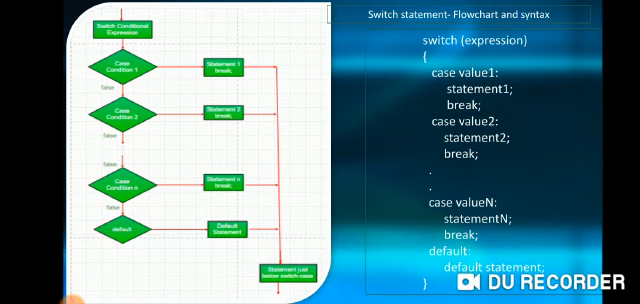 Switch statement- Flowchart and syntax
Switch Conditional
Expression
Case
Condition 1
Statement 1
break;
false
Case
Condition 2
Statement 2
break;
false
false
Case
Condition n
Statement n
break;
false
default
Default
Statement
Statement just
below switch-case
switch (expression)
{
case value1:
statement1;
break;
case value2:
statement2;
break;
.
.
case valueN:
statementN;
break;
default:
default statement;
}
DU RECORDER